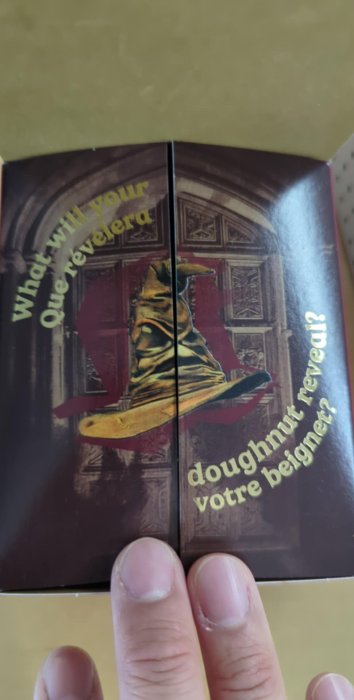 What will your
Que révélera
doughnut reveal?
votre beignet?